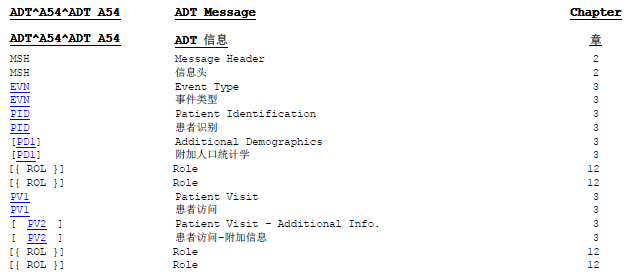 ADT^A54^ADT A54 ADT Message Chapter
ADT^A54^ADT A54 ADT 信息 章
MSH Message Header 2
MSH 信息头 2
EVN Event Type 3
EVN 事件类型 3
PID Patient Identification 3
PID 患者识别 3
[PD1] Additional Demographics 3
[PD1] 附加人口统计学 3
[{ ROL }] Role 12
[{ ROL }] Role 12
PV1 Patient Visit 3
PV1 患者访问 3
[ PV2 ] Patient Visit - Additional Info. 3
[ PV2 ] 患者访问-附加信息 3
[{ ROL }] Role 12
[{ ROL }] Role 12